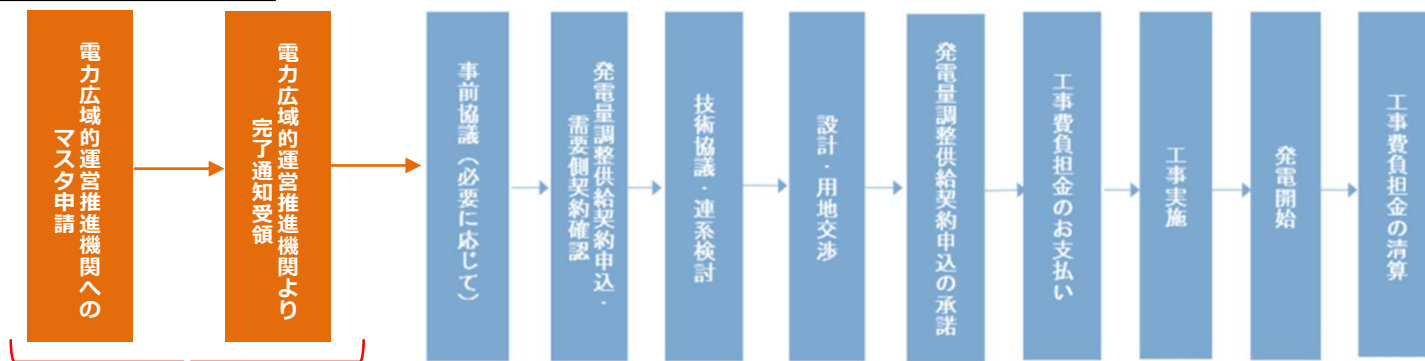 電力広域的運営推進機関への
マスタ申請
電力広域的運営推進機関より
完了通知受領
事前協議（必要に応じて）
発電量調整供給契約申込・
需要側契約確認
技術協議・連系検討
設計・用地交渉
発電量調整供給契約申込の承諾
工事費負担金のお支払い
工事実施
発電開始
工事費負担金の清算